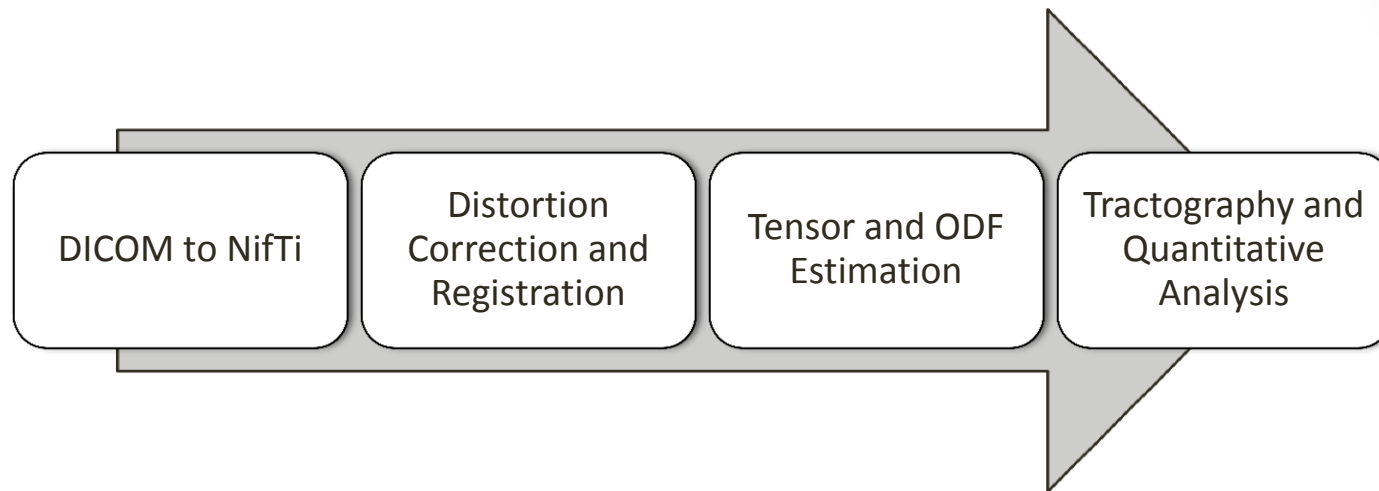 DICOM to NifTi
Distortion
Correction and
Registration
Tensor and ODF
Estimation
Tractography and
Quantitative
Analysis